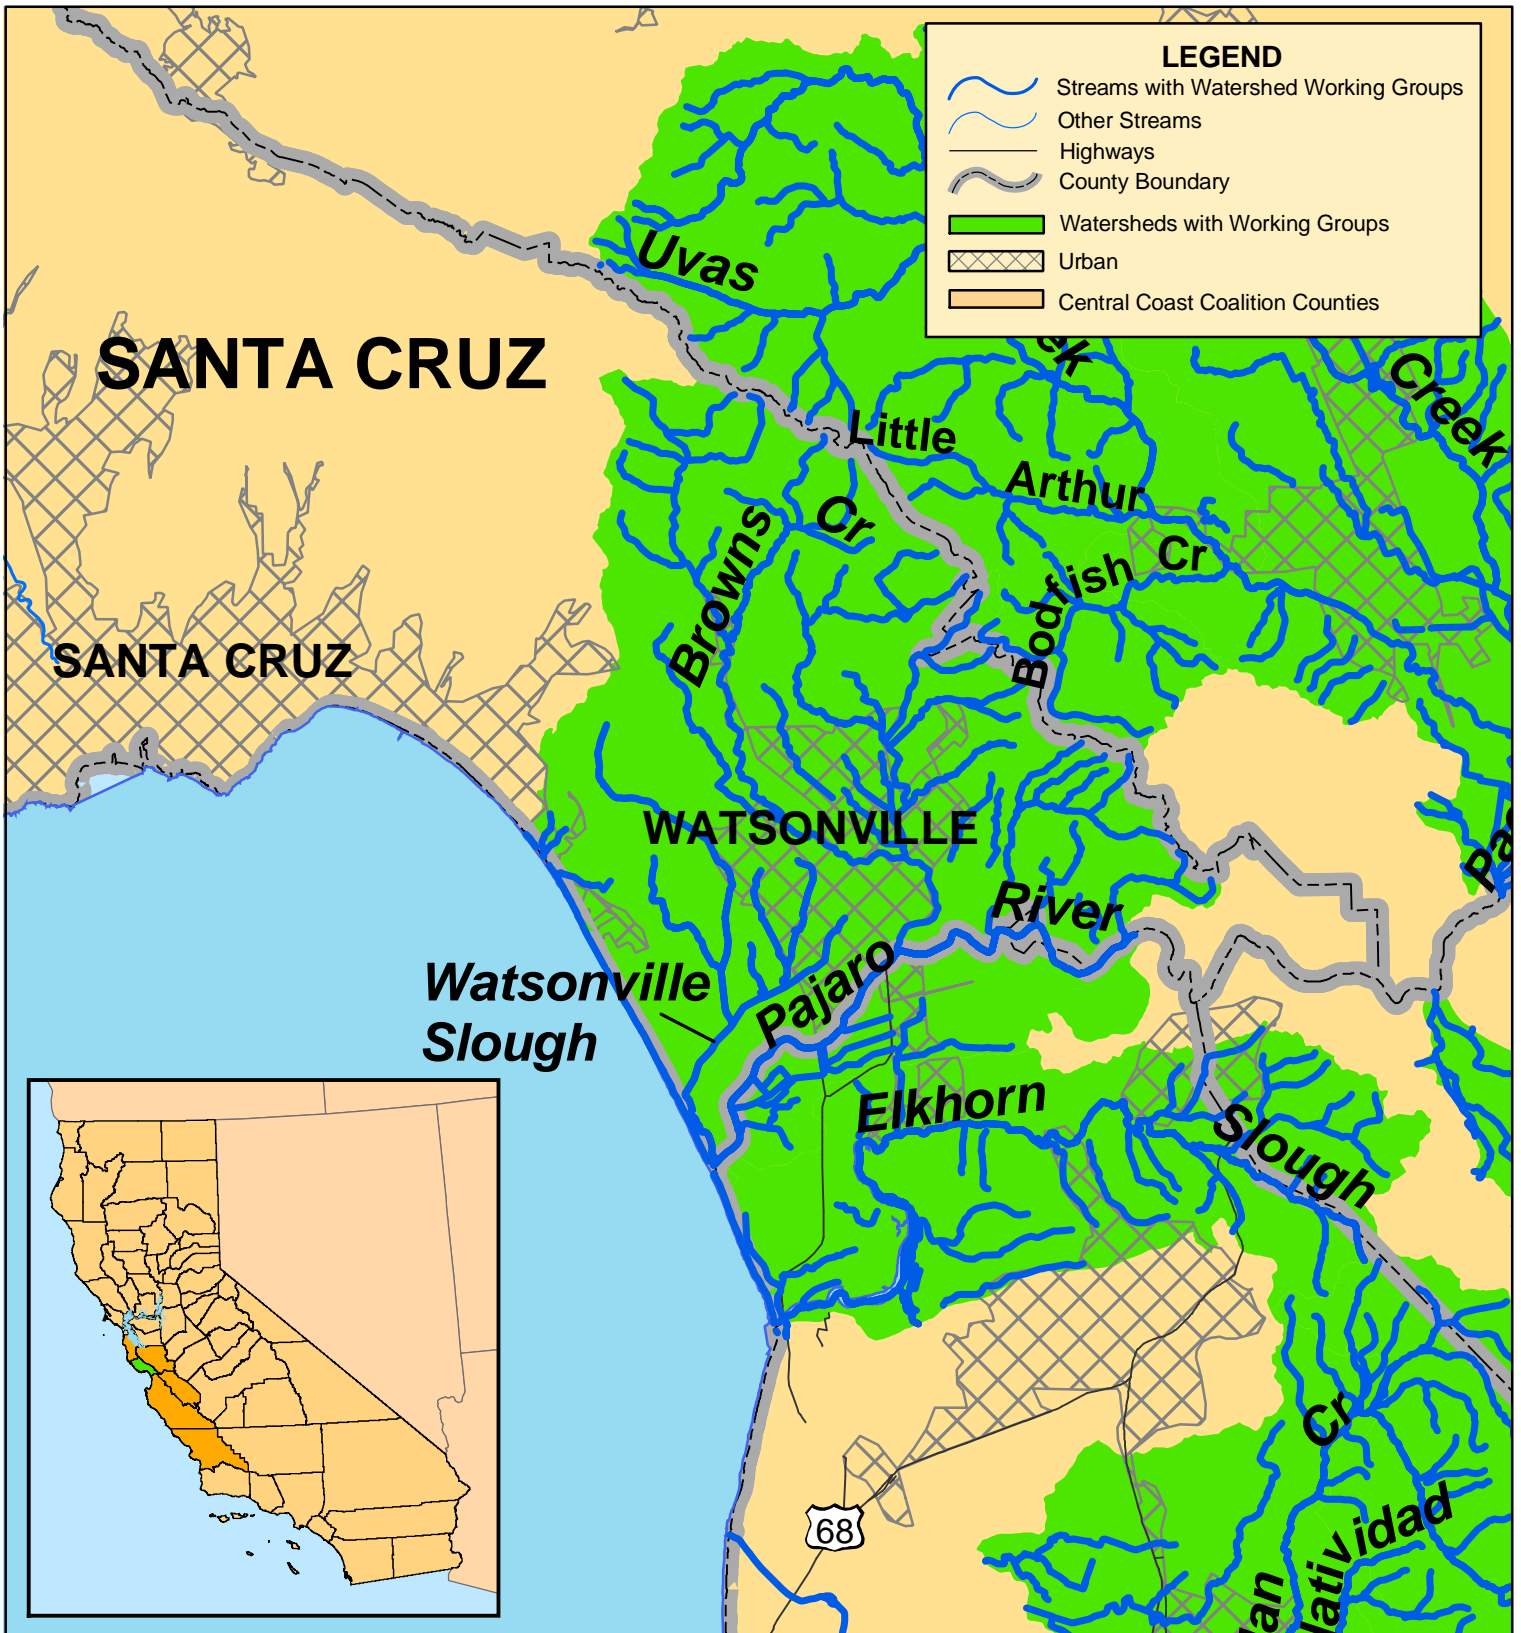 LEGEND
Streams with Watershed Working Groups
Other Streams
Highways
County Boundary
Watersheds with Working Groups
Urban
Central Coast Coalition Counties
Uvas
SANTA CRUZ
Creek
Little
Arthur
Cr
Browns
Bodfish Cr
SANTA CRUZ
WATSONVILLE
River
Pajaro
Watsonville
Slough
Elkhorn
Slough
Cr
68